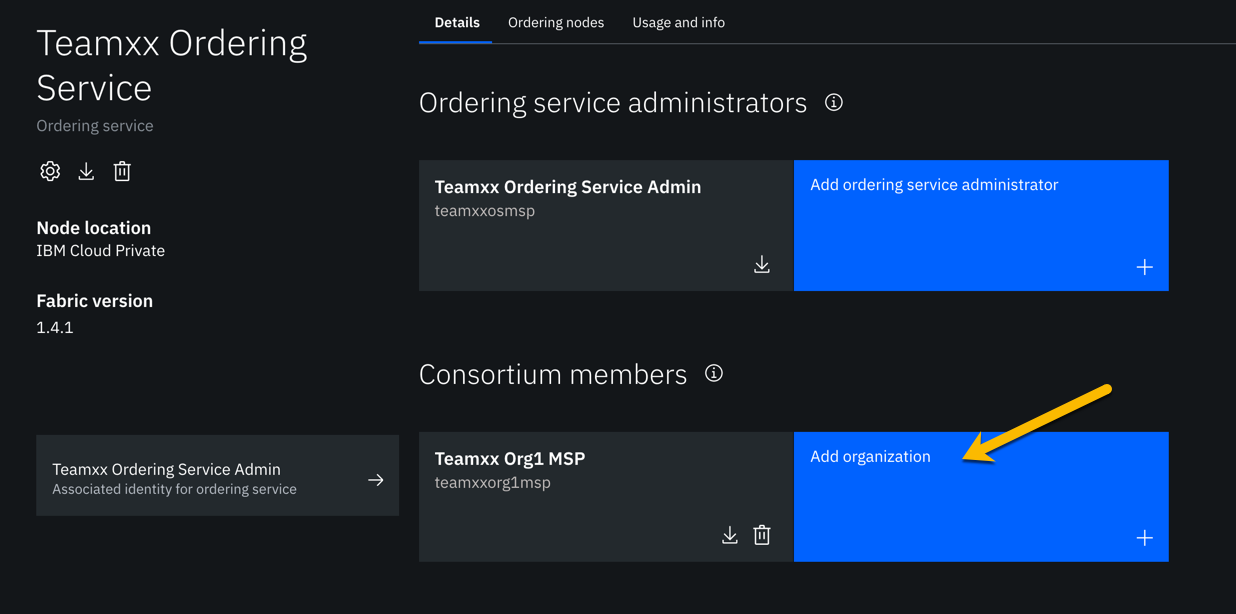 Teamxx Ordering
Service
Ordering service
Node location
IBM Cloud Private
Fabric version
1.4.1
Teamxx Ordering Service Admin
Associated identity for ordering service
Details
Ordering nodes
Usage and info
Ordering service administrators
Teamxx Ordering Service Admin
teamxxosmsp
Add ordering service administrator
Consortium members
Teamxx Org1 MSP
teamxxorg1msp
Add organization